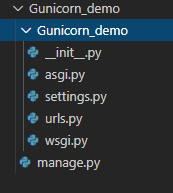 Gunicorn_demo
Gunicorn_demo
__init__.py
asgi.py
settings.py
urls.py
wsgi.py
manage.py